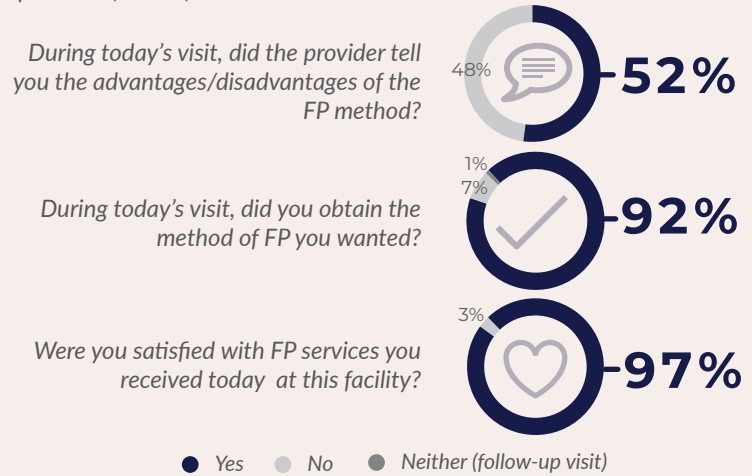 During today's visit, did the provider tell
you the advantages/disadvantages of the
FP method?
48%
52%
During today's visit, did you obtain the
method of FP you wanted?
1%
7%
92%
Were you satisfied with FP services you
received today at this facility?
3%
97%
Yes No Neither (follow-up visit)